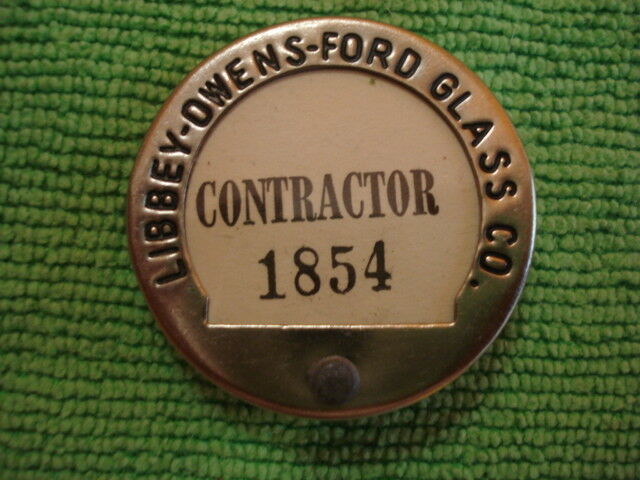 LIBBEY-OWENS-FORD GLASS CO.
CONTRACTOR
1854